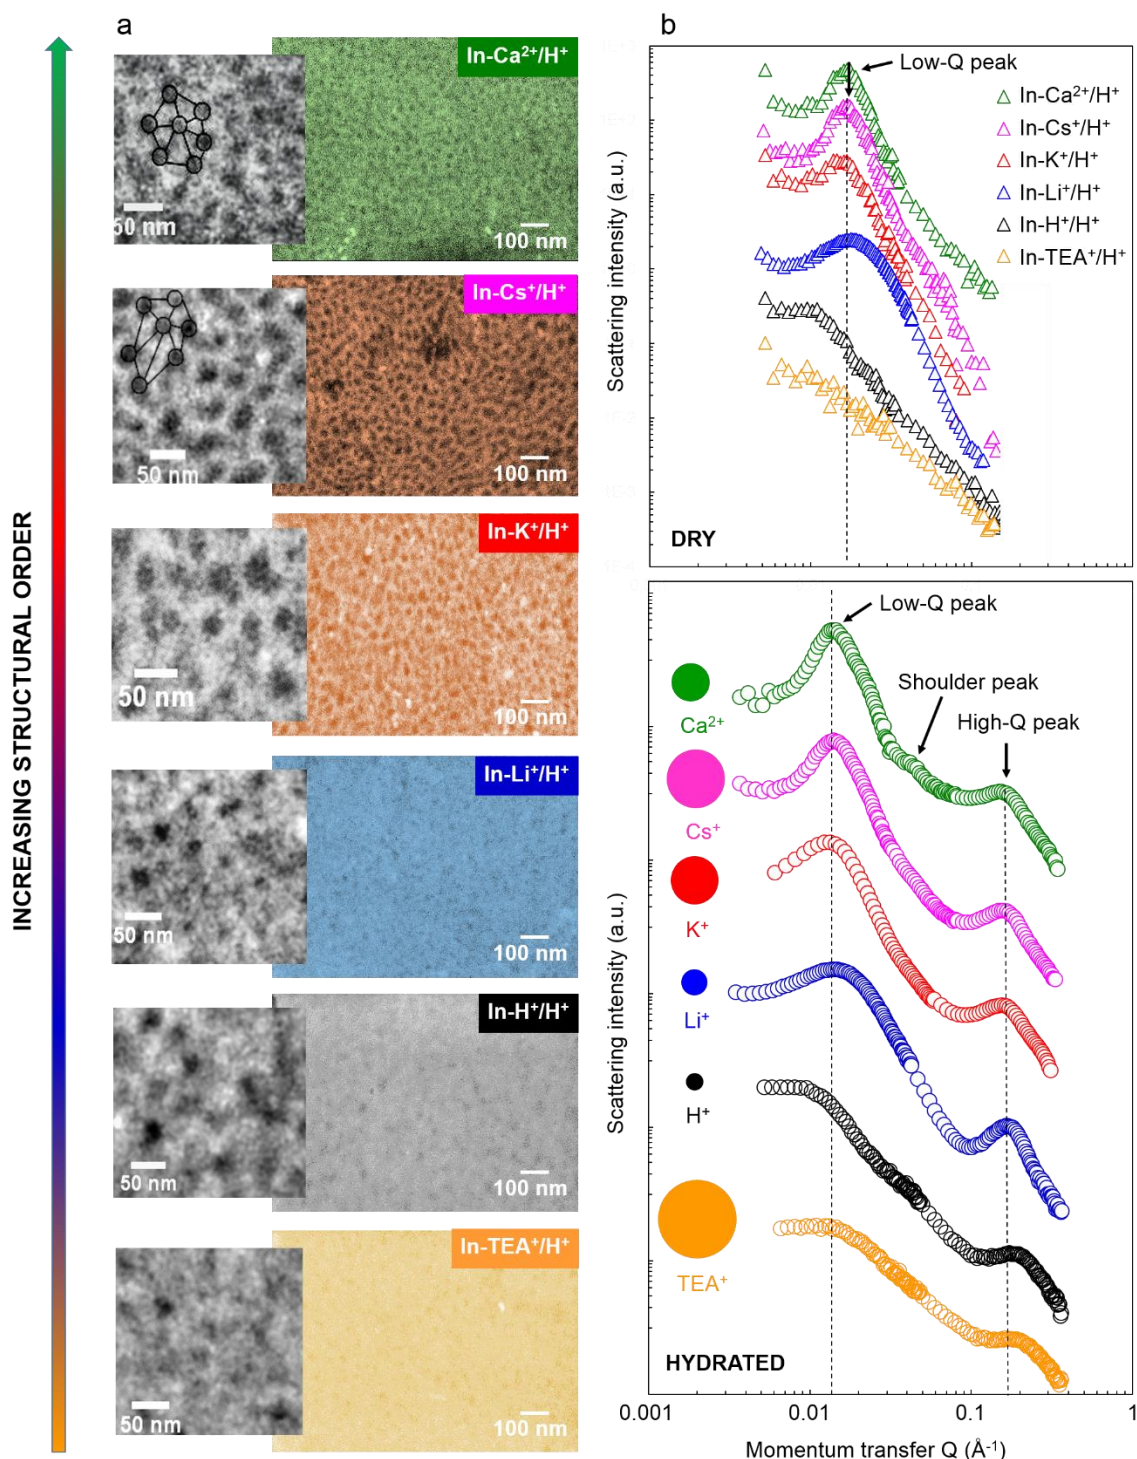 a
INCREASING STRUCTURAL ORDER
In-Ca²⁺/H⁺
50 nm
100 nm
In-Cs⁺/H⁺
50 nm
100 nm
In-K⁺/H⁺
50 nm
100 nm
In-Li⁺/H⁺
50 nm
100 nm
In-H⁺/H⁺
50 nm
100 nm
In-TEA⁺/H⁺
50 nm
100 nm
b
Low-Q peak
In-Ca²⁺/H⁺
In-Cs⁺/H⁺
In-K⁺/H⁺
In-Li⁺/H⁺
In-H⁺/H⁺
In-TEA⁺/H⁺
Scattering intensity (a.u.)
DRY
Low-Q peak
Shoulder peak
High-Q peak
Ca²⁺
Cs⁺
K⁺
Li⁺
H⁺
TEA⁺
Scattering intensity (a.u.)
HYDRATED
0.001
0.01
0.1
1
Momentum transfer Q (Å⁻¹)